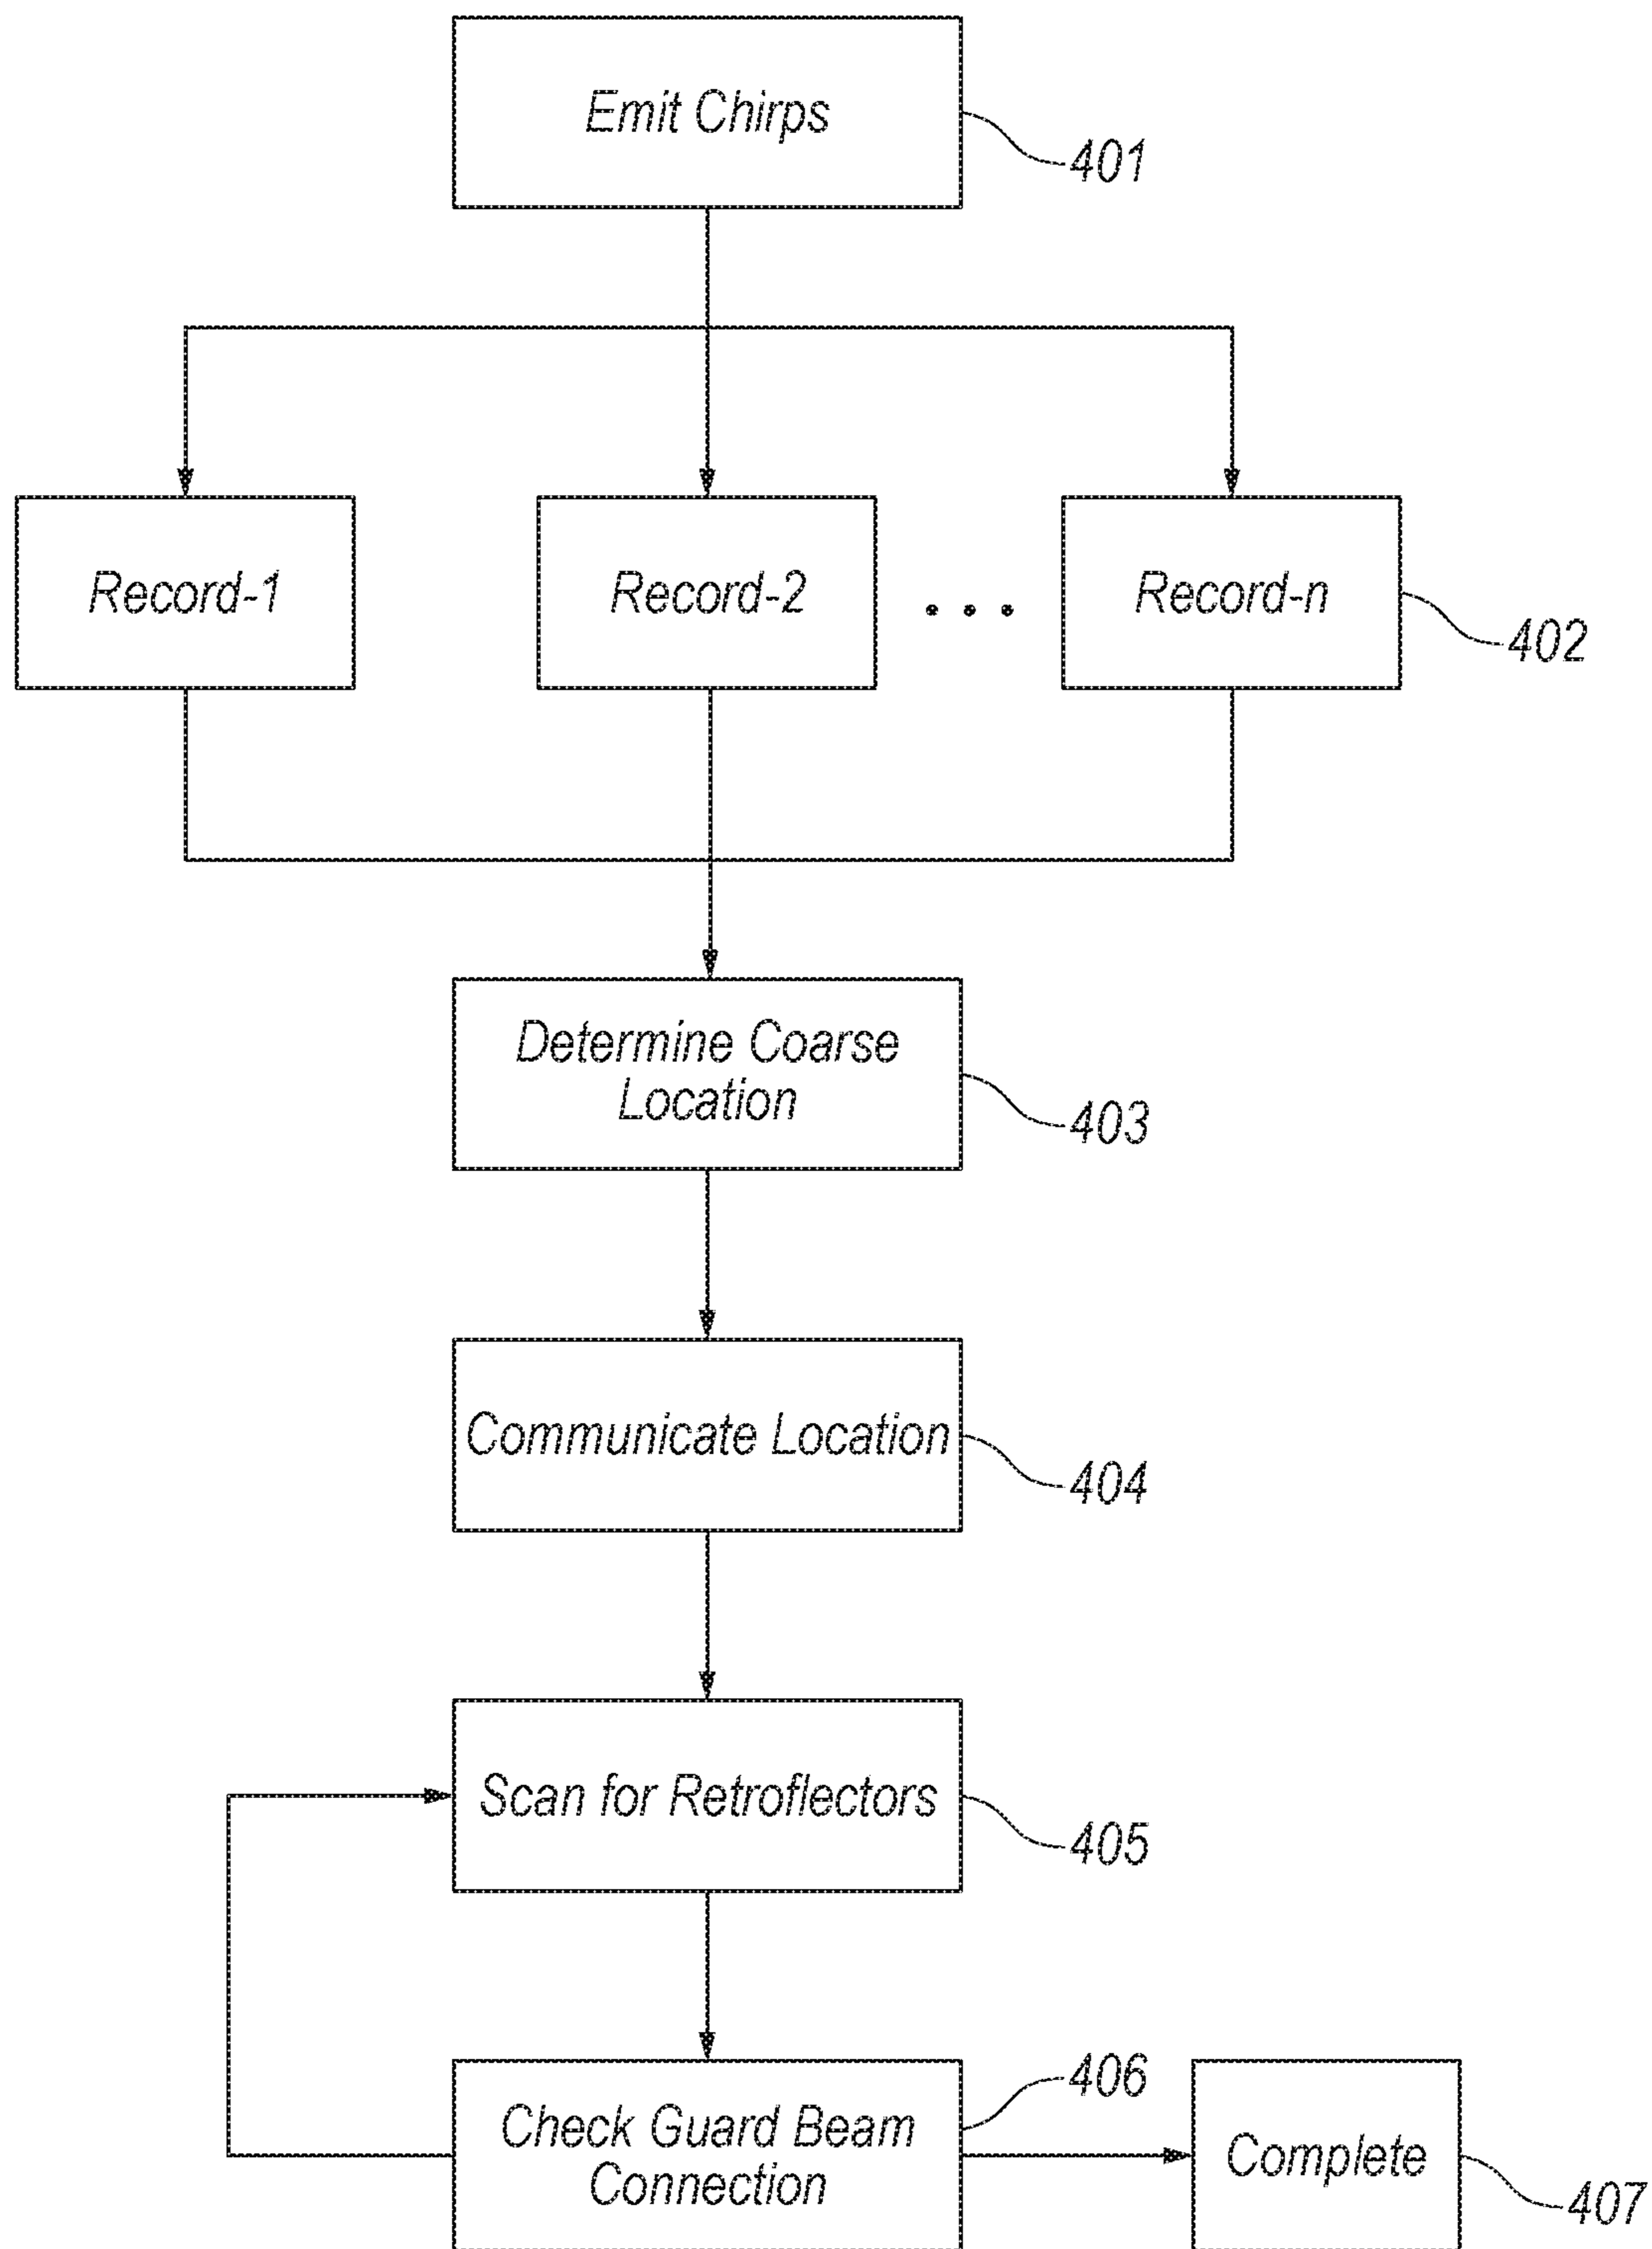 Emit Chirps
401
Record-1
Record-2
. . .
Record-n
402
Determine Coarse
Location
403
Communicate Location
404
Scan for Retroflectors
405
Check Guard Beam
Connection
406
Complete
407